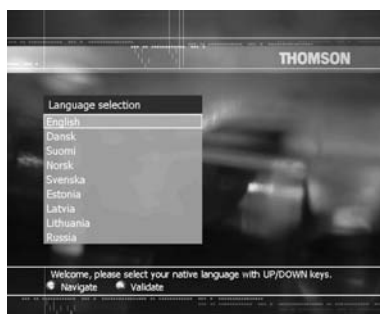 THOMSON
Language selection
English
Dansk
Suomi
Norsk
Svenska
Estonia
Latvia
Lithuania
Russia
Welcome, please select your native language with UP/DOWN keys.
Navigate Validate